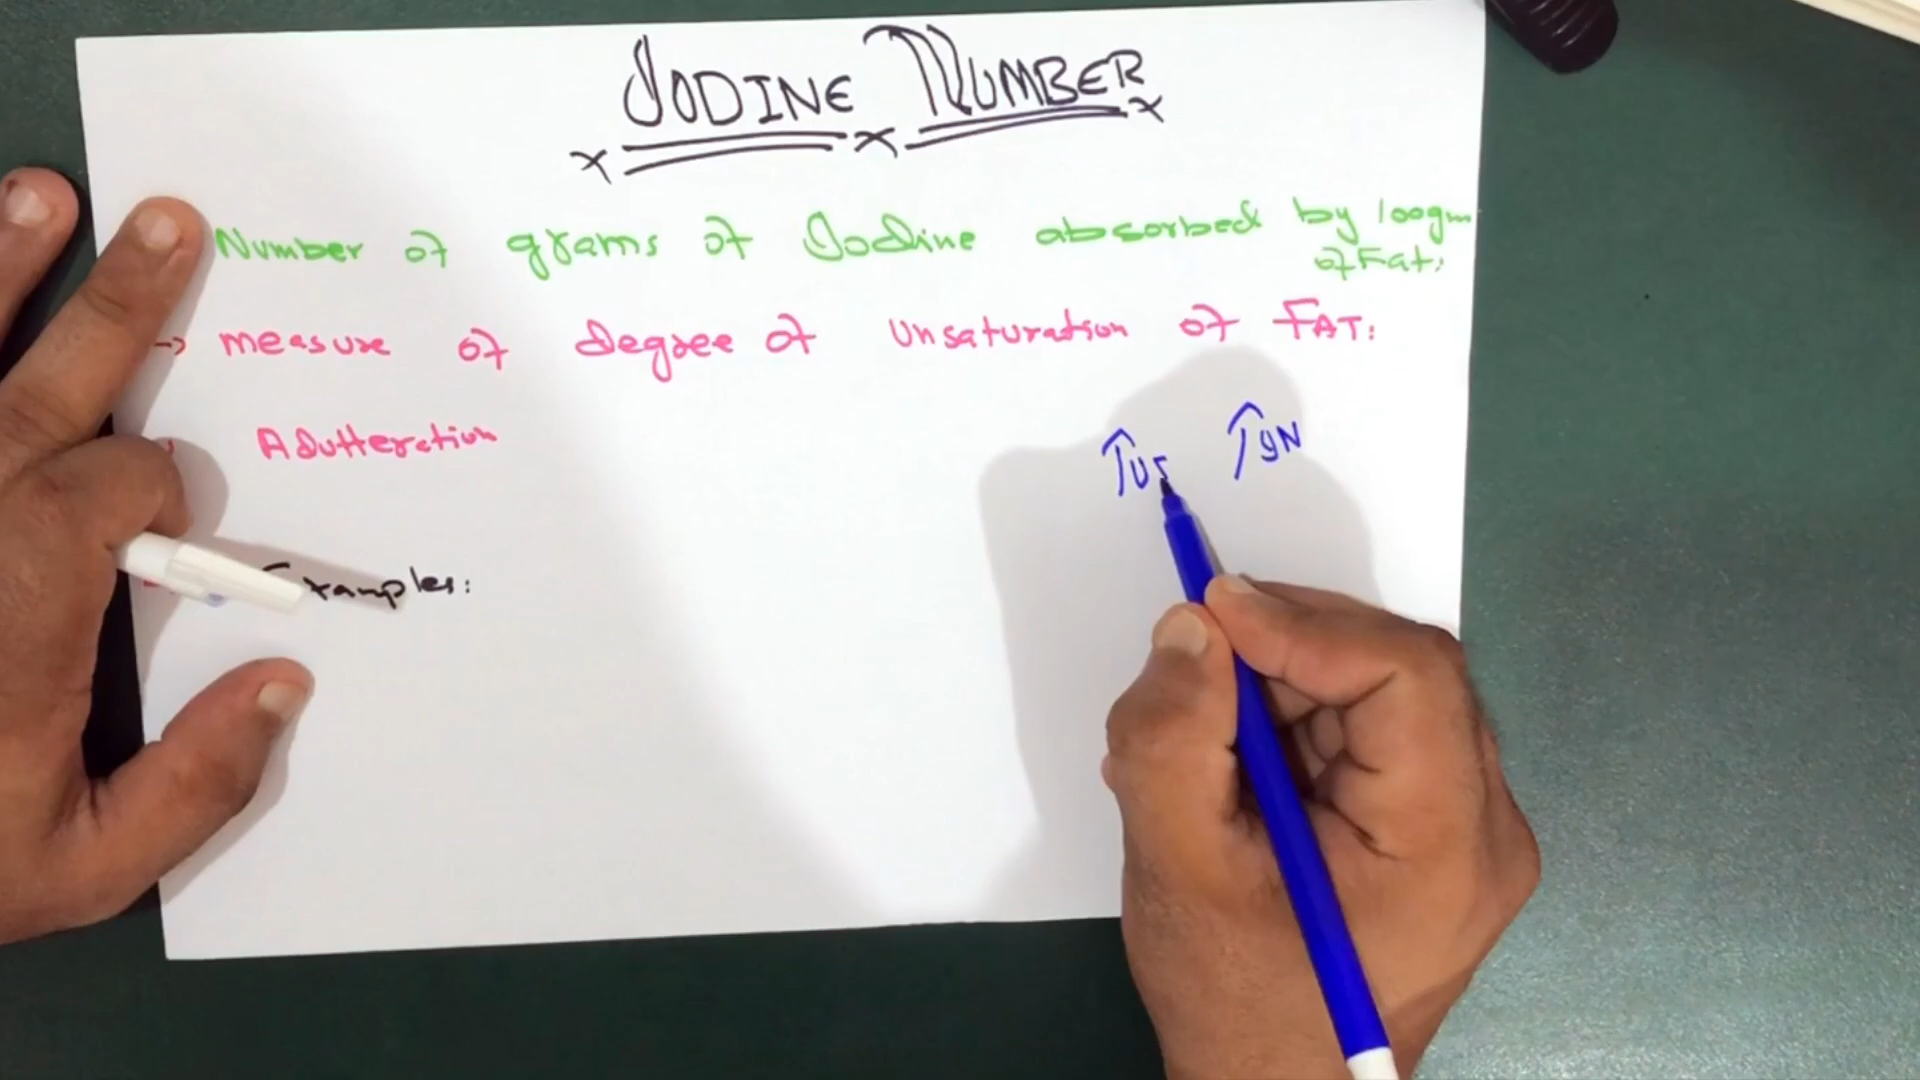 IODINE NUMBER
Number of grams of Iodine absorbed by 100gm
of Fat.
→ measure of degree of Unsaturation of FAT:
Adulteration
Examples:
↑US ↑IN